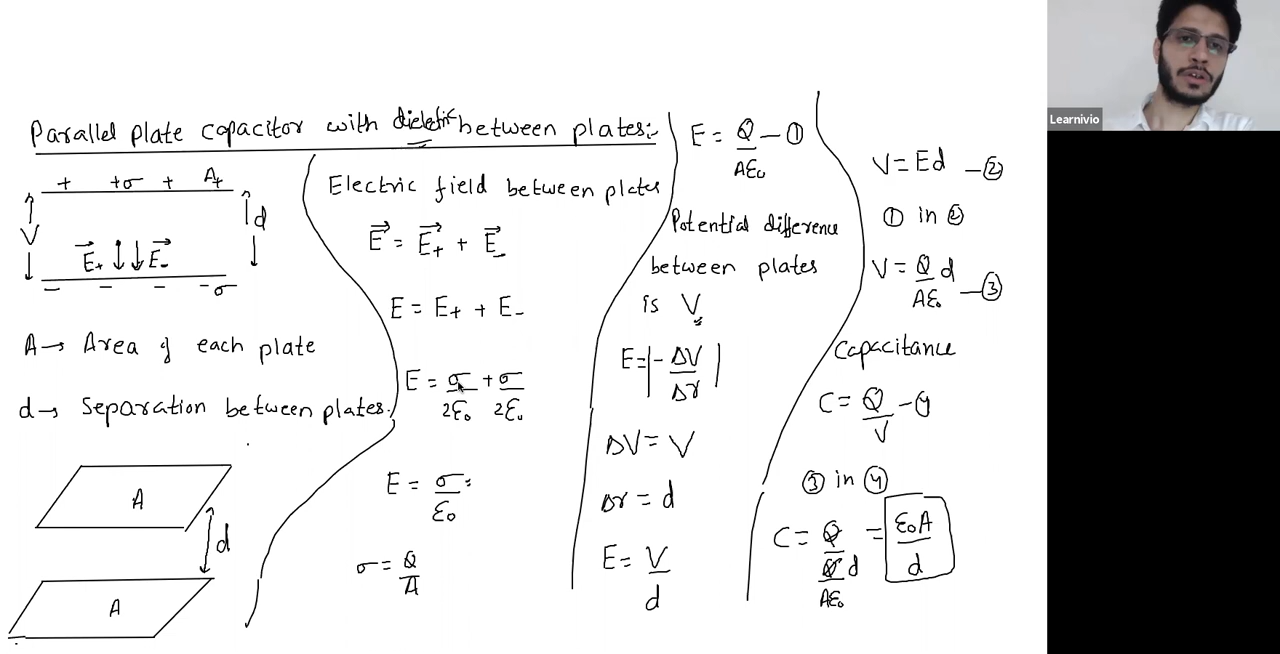 Parallel plate capacitor with dielectric between plates:-
+ +σ + A+
V
d
E⃗+ E⃗-
- - - -σ
A → Area of each plate
d → Separation between plates.
A
d
A
Electric field between plates
E⃗ = E⃗+ + E⃗-
E = E+ + E-
E = σ/2ε₀ + σ/2ε₀
E = σ/ε₀
σ = Q/A
E = Q/Aε₀ — ①
Potential difference
between plates
is V
E = |-ΔV/Δr|
ΔV = V
Δr = d
E = V/d
V = Ed — ②
① in ②
V = Q/Aε₀ d — ③
Capacitance
C = Q/V — ④
③ in ④
C = Q/(Q/Aε₀ d) = ε₀A/d
Learnivio